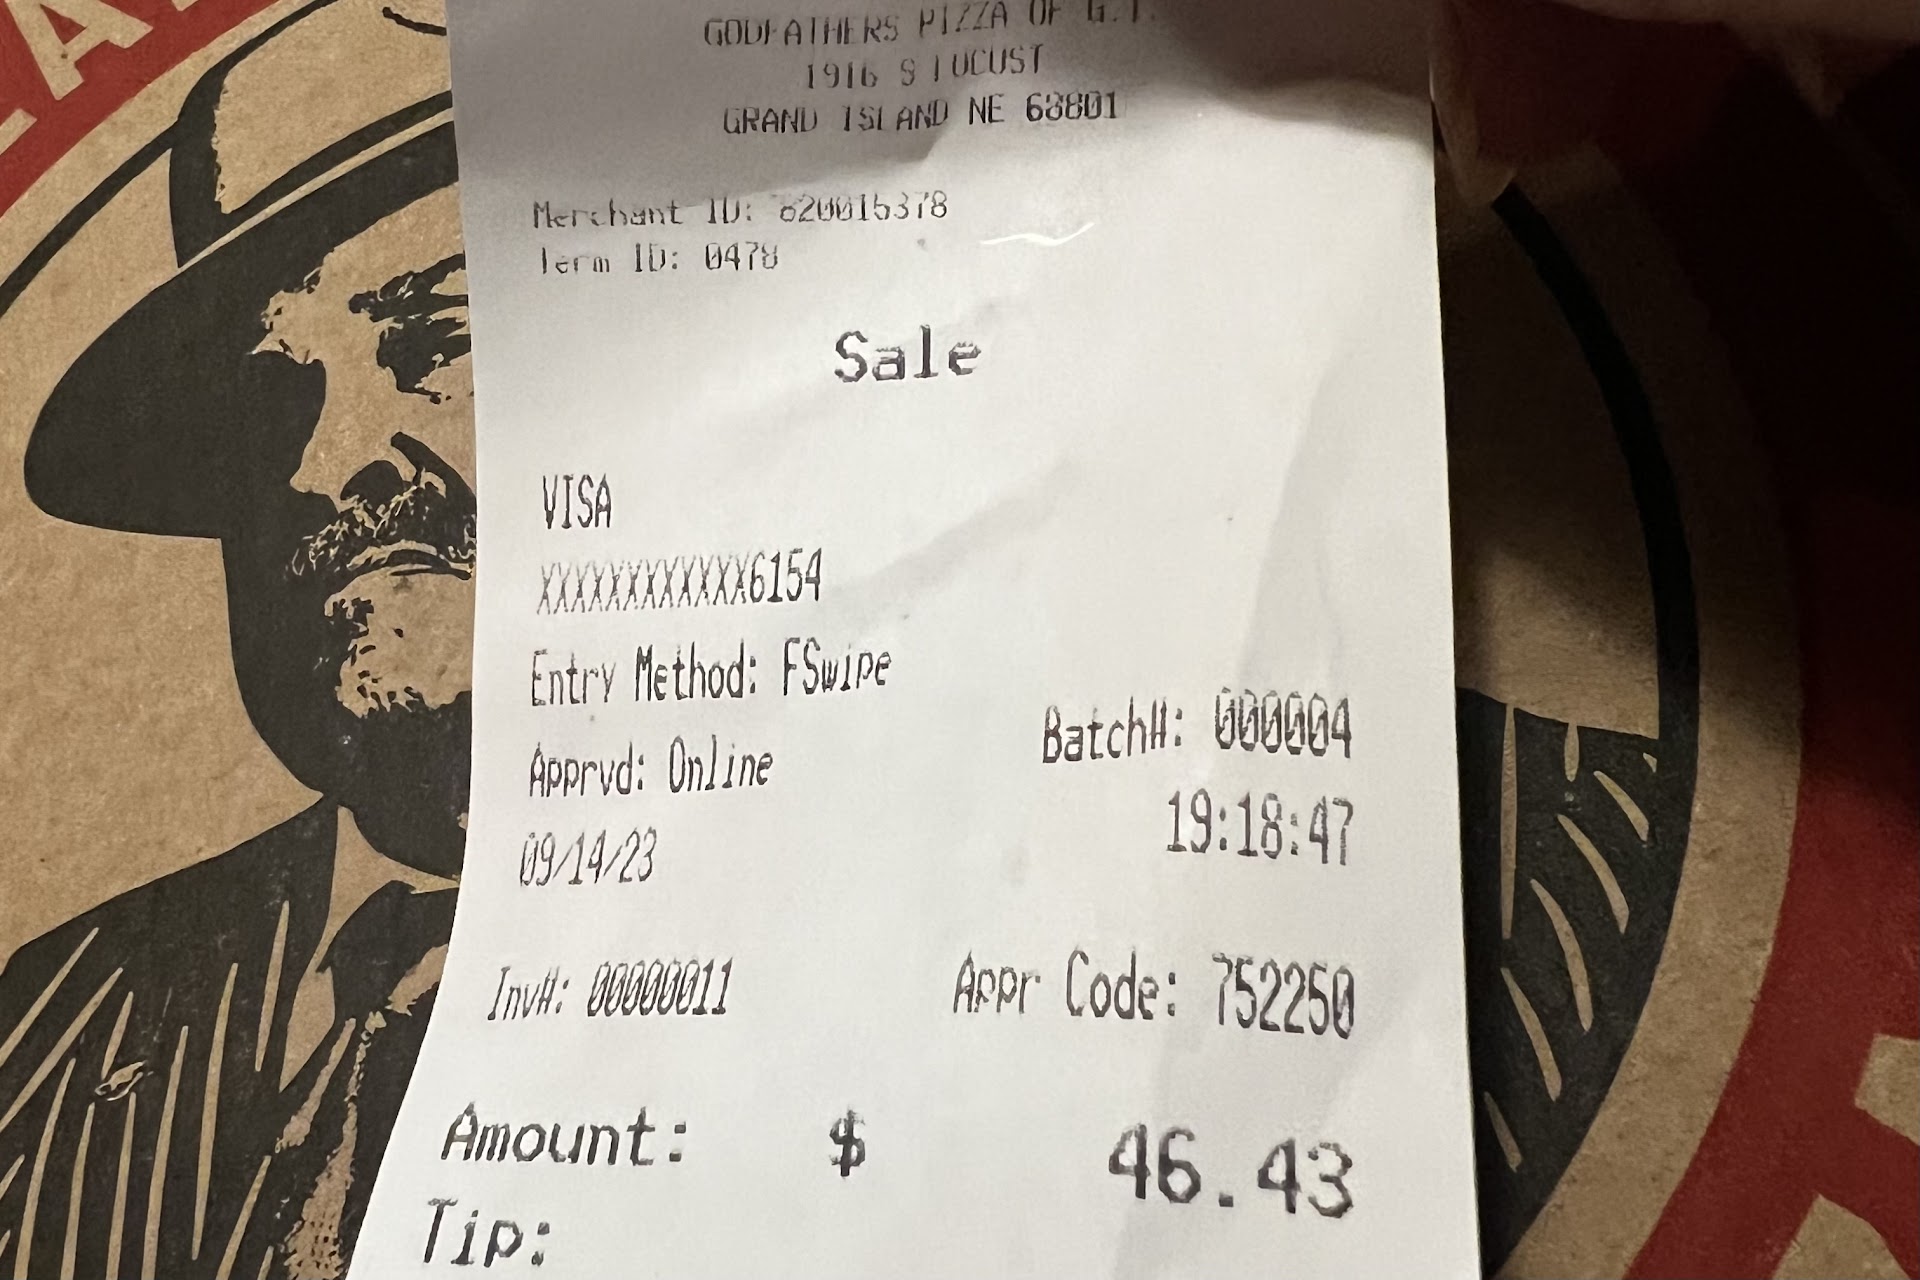 GODFATHERS PIZZA OF G.I.
1916 S LOCUST
GRAND ISLAND NE 68801
Merchant ID: 820015378
Term ID: 0478
Sale
VISA
XXXXXXXXXXXX6154
Entry Method: FSwipe
Apprvd: Online Batch#: 000004
09/14/23 19:18:47
Inv#: 00000011 Appr Code: 752250
Amount: $ 46.43
Tip: